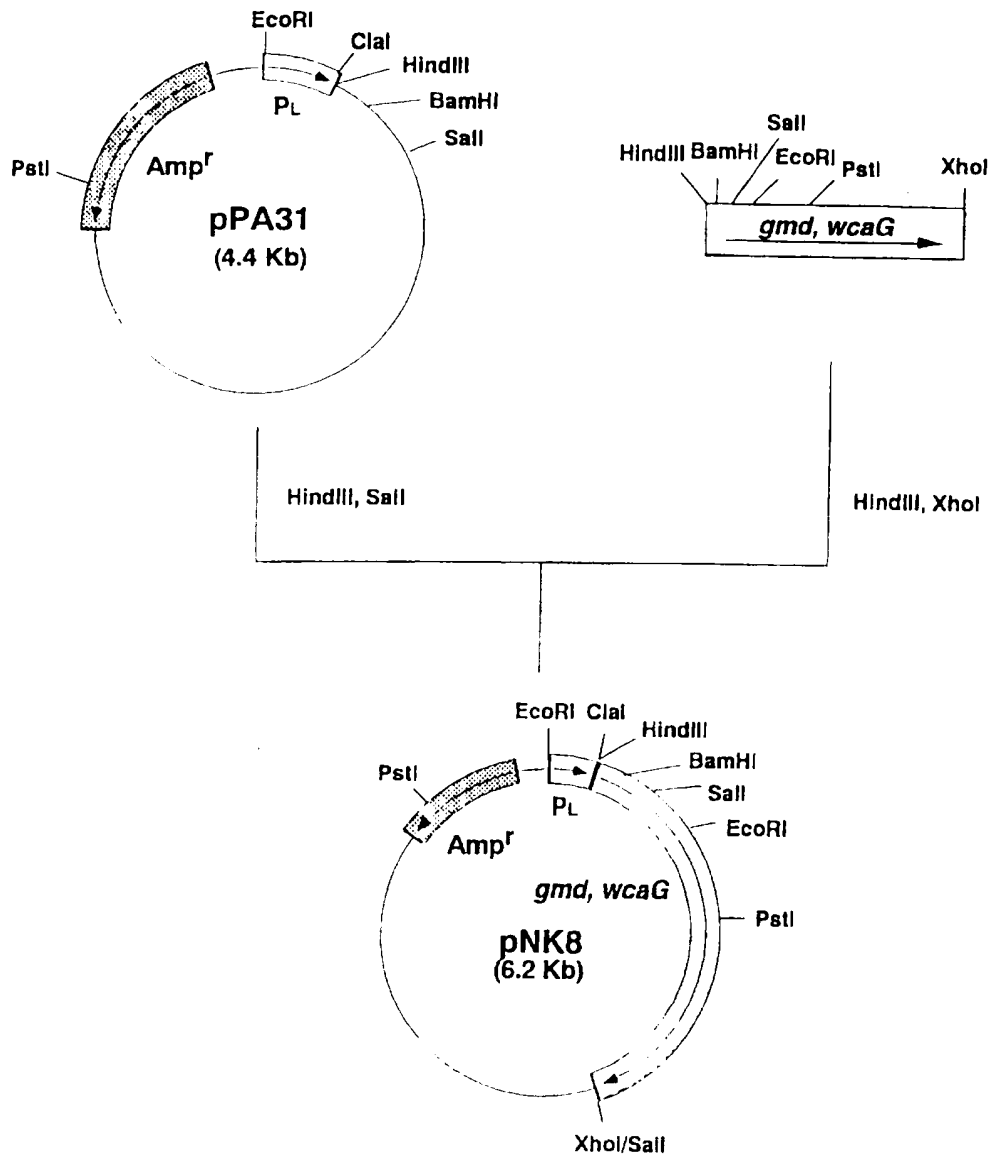 EcoRI
ClaI
HindIII
BamHI
SalI
PL
PstI
Ampr
pPA31
(4.4 Kb)
SalI
HindIII BamHI
EcoRI
PstI
XhoI
gmd, wcaG
HindIII, SalI
HindIII, XhoI
EcoRI ClaI
HindIII
BamHI
SalI
EcoRI
PstI
PstI
PL
Ampr
gmd, wcaG
pNK8
(6.2 Kb)
XhoI/SalI